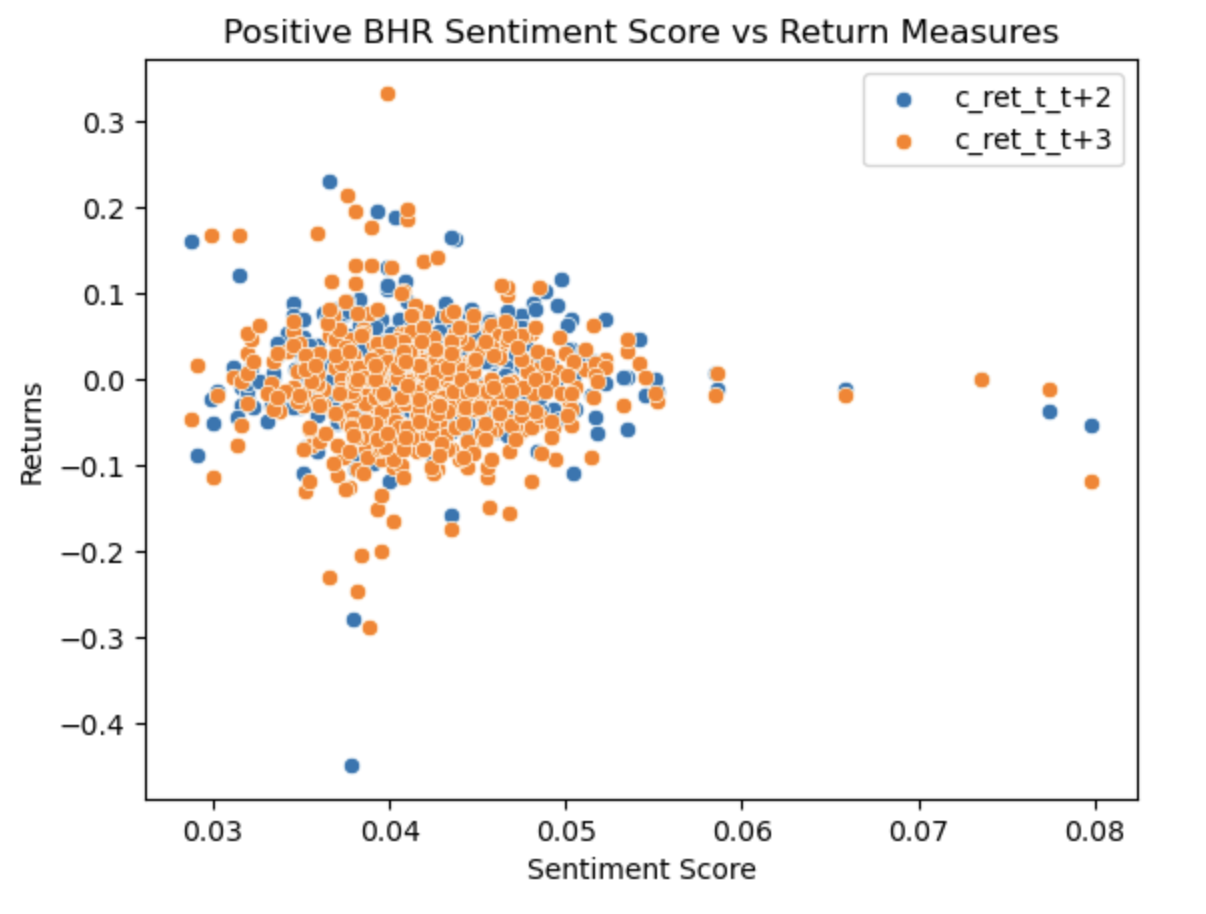 Positive BHR Sentiment Score vs Return Measures
c_ret_t_t+2
c_ret_t_t+3
Returns
0.3
0.2
0.1
0.0
−0.1
−0.2
−0.3
−0.4
0.03 0.04 0.05 0.06 0.07 0.08
Sentiment Score